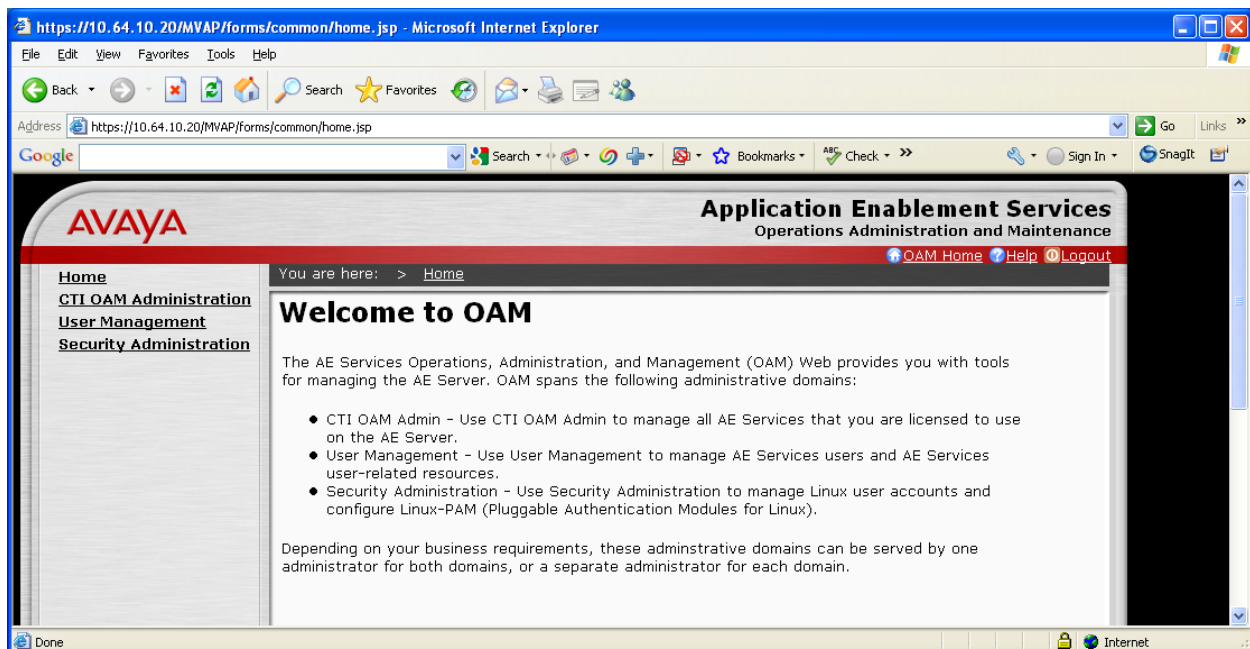 https://10.64.10.20/MVAP/forms/common/home.jsp - Microsoft Internet Explorer
File Edit View Favorites Tools Help
Back Search Favorites
Address https://10.64.10.20/MVAP/forms/common/home.jsp Go Links »
Google Search Bookmarks ABC Check » Sign In SnagIt
AVAYA
Application Enablement Services
Operations Administration and Maintenance
OAM Home ? Help Logout
You are here: > Home
Home
CTI OAM Administration
User Management
Security Administration
Welcome to OAM
The AE Services Operations, Administration, and Management (OAM) Web provides you with tools
for managing the AE Server. OAM spans the following administrative domains:
● CTI OAM Admin - Use CTI OAM Admin to manage all AE Services that you are licensed to use
on the AE Server.
● User Management - Use User Management to manage AE Services users and AE Services
user-related resources.
● Security Administration - Use Security Administration to manage Linux user accounts and
configure Linux-PAM (Pluggable Authentication Modules for Linux).
Depending on your business requirements, these adminstrative domains can be served by one
administrator for both domains, or a separate administrator for each domain.
Done Internet